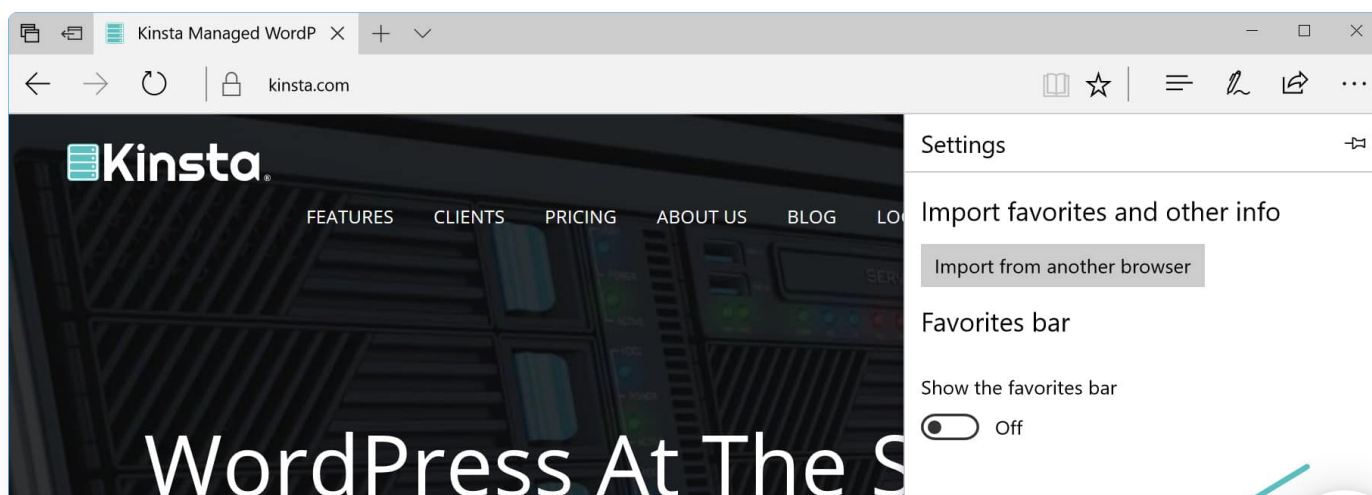 Kinsta Managed WordP
kinsta.com
Kinsta®
FEATURES CLIENTS PRICING ABOUT US BLOG LO
WordPress At The S
Settings
Import favorites and other info
Import from another browser
Favorites bar
Show the favorites bar
Off